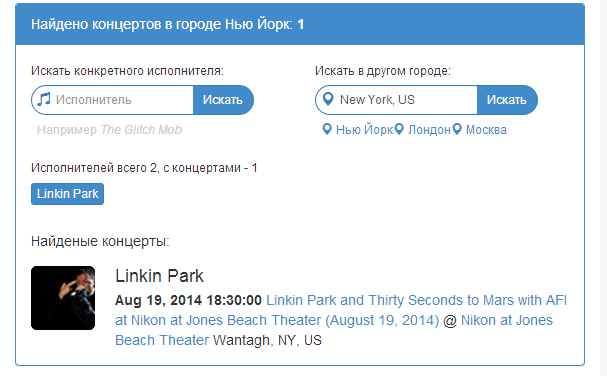 Найдено концертов в городе Нью Йорк: 1
Искать конкретного исполнителя:
Искать в другом городе:
Исполнитель Искать
New York, US Искать
Например The Glitch Mob
Нью Йорк Лондон Москва
Исполнителей всего 2, с концертами - 1
Linkin Park
Найденые концерты:
Linkin Park
Aug 19, 2014 18:30:00 Linkin Park and Thirty Seconds to Mars with AFI
at Nikon at Jones Beach Theater (August 19, 2014) @ Nikon at Jones
Beach Theater Wantagh, NY, US